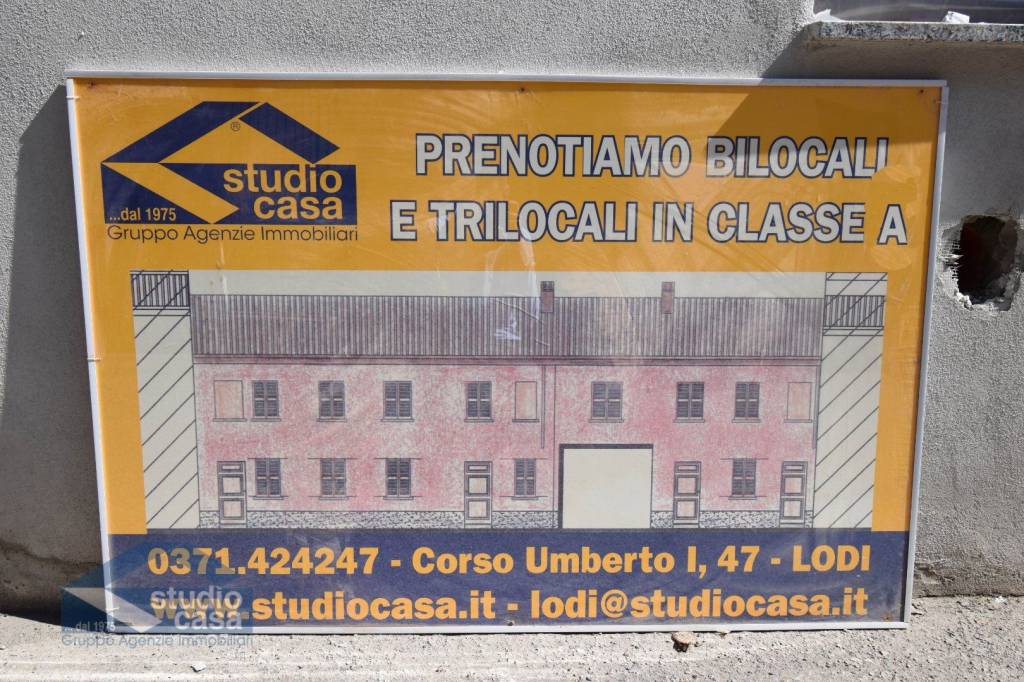 ®
studio
casa
...dal 1975
Gruppo Agenzie Immobiliari
PRENOTIAMO BILOCALI
E TRILOCALI IN CLASSE A
0371.424247 - Corso Umberto I, 47 - LODI
www.studiocasa.it - lodi@studiocasa.it
studio
casa
... dal 1975
Gruppo Agenzie Immobiliari